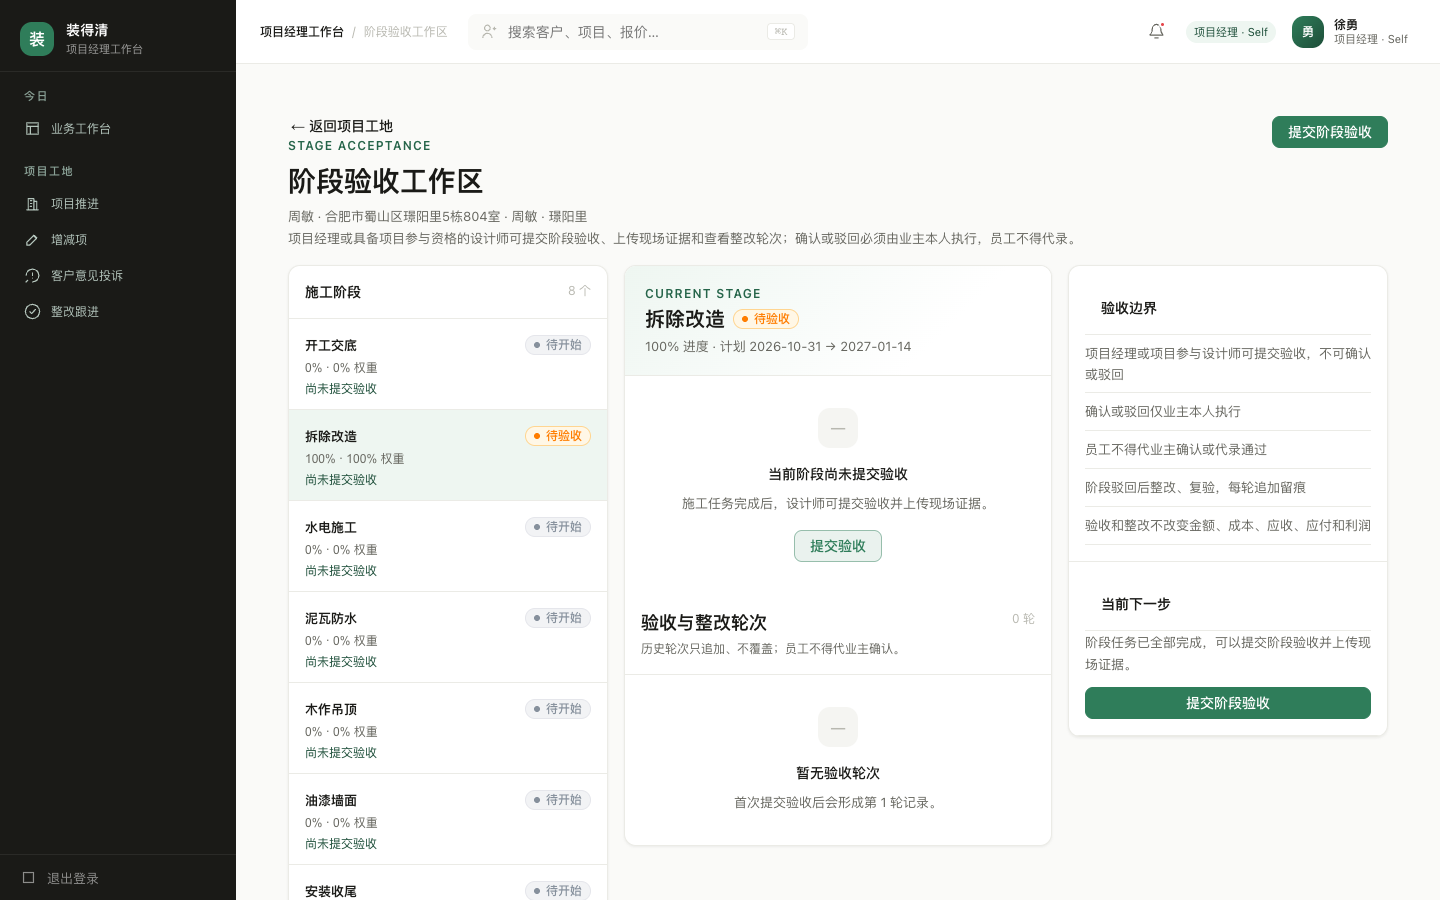 装
装得清
项目经理工作台
今日
业务工作台
项目工地
项目推进
增减项
客户意见投诉
整改跟进
退出登录
项目经理工作台 / 阶段验收工作区
搜索客户、项目、报价...
⌘K
项目经理 · Self
勇
徐勇
项目经理 · Self
← 返回项目工地
STAGE ACCEPTANCE
阶段验收工作区
周敏 · 合肥市蜀山区璟阳里5栋804室 · 周敏 · 璟阳里
项目经理或具备项目参与资格的设计师可提交阶段验收、上传现场证据和查看整改轮次；确认或驳回必须由业主本人执行，员工不得代录。
提交阶段验收
施工阶段
8 个
开工交底
待开始
0% · 0% 权重
尚未提交验收
拆除改造
待验收
100% · 100% 权重
尚未提交验收
水电施工
待开始
0% · 0% 权重
尚未提交验收
泥瓦防水
待开始
0% · 0% 权重
尚未提交验收
木作吊顶
待开始
0% · 0% 权重
尚未提交验收
油漆墙面
待开始
0% · 0% 权重
尚未提交验收
安装收尾
待开始
CURRENT STAGE
拆除改造
待验收
100% 进度 · 计划 2026-10-31 → 2027-01-14
当前阶段尚未提交验收
施工任务完成后，设计师可提交验收并上传现场证据。
提交验收
验收与整改轮次
0 轮
历史轮次只追加、不覆盖；员工不得代业主确认。
暂无验收轮次
首次提交验收后会形成第 1 轮记录。
验收边界
项目经理或项目参与设计师可提交验收，不可确认
或驳回
确认或驳回仅业主本人执行
员工不得代业主确认或代录通过
阶段驳回后整改、复验，每轮追加留痕
验收和整改不改变金额、成本、应收、应付和利润
当前下一步
阶段任务已全部完成，可以提交阶段验收并上传现
场证据。
提交阶段验收